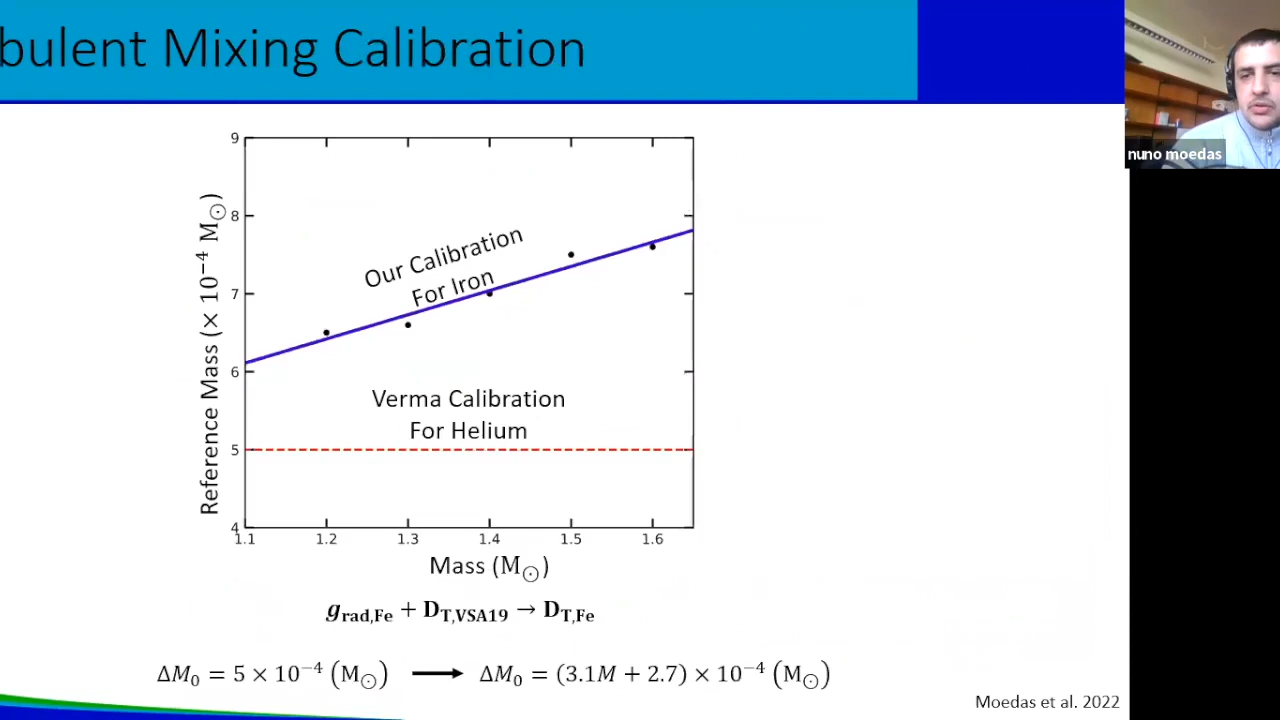 bulent Mixing Calibration
nuno moedas
9
8
7
6
5
4
Reference Mass (× 10⁻⁴ M☉)
Our Calibration
For Iron
Verma Calibration
For Helium
1.1 1.2 1.3 1.4 1.5 1.6
Mass (M☉)
g_rad,Fe + D_T,VSA19 → D_T,Fe
ΔM₀ = 5 × 10⁻⁴ (M☉) → ΔM₀ = (3.1M + 2.7) × 10⁻⁴ (M☉)
Moedas et al. 2022